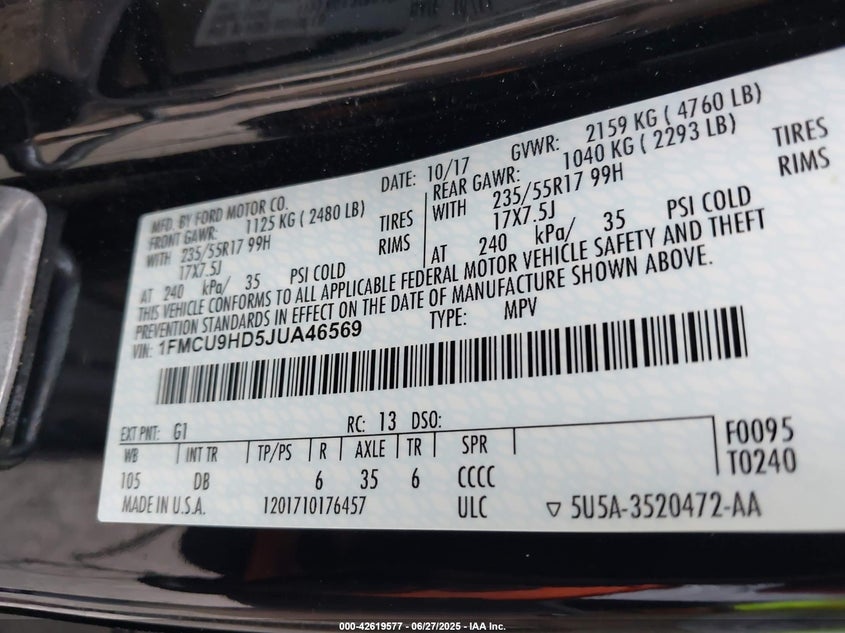 MFD. BY FORD MOTOR CO.
DATE: 10/17
GVWR: 2159 KG ( 4760 LB)
FRONT GAWR: 1125 KG ( 2480 LB)
REAR GAWR: 1040 KG ( 2293 LB)
WITH 235/55R17 99H TIRES
WITH 235/55R17 99H TIRES
17X7.5J RIMS
17X7.5J RIMS
AT 240 kPa/ 35 PSI COLD
AT 240 kPa/ 35 PSI COLD
THIS VEHICLE CONFORMS TO ALL APPLICABLE FEDERAL MOTOR VEHICLE SAFETY AND THEFT
PREVENTION STANDARDS IN EFFECT ON THE DATE OF MANUFACTURE SHOWN ABOVE.
VIN: 1FMCU9HD5JUA46569
TYPE: MPV
EXT PNT: G1 RC: 13 DSO:
WB INT TR TP/PS R AXLE TR SPR
105 DB 6 35 6 CCCC
F0095
T0240
MADE IN U.S.A. 1201710176457 ULC ▽ 5U5A-3520472-AA
000-42619577 - 06/27/2025 - IAA Inc.